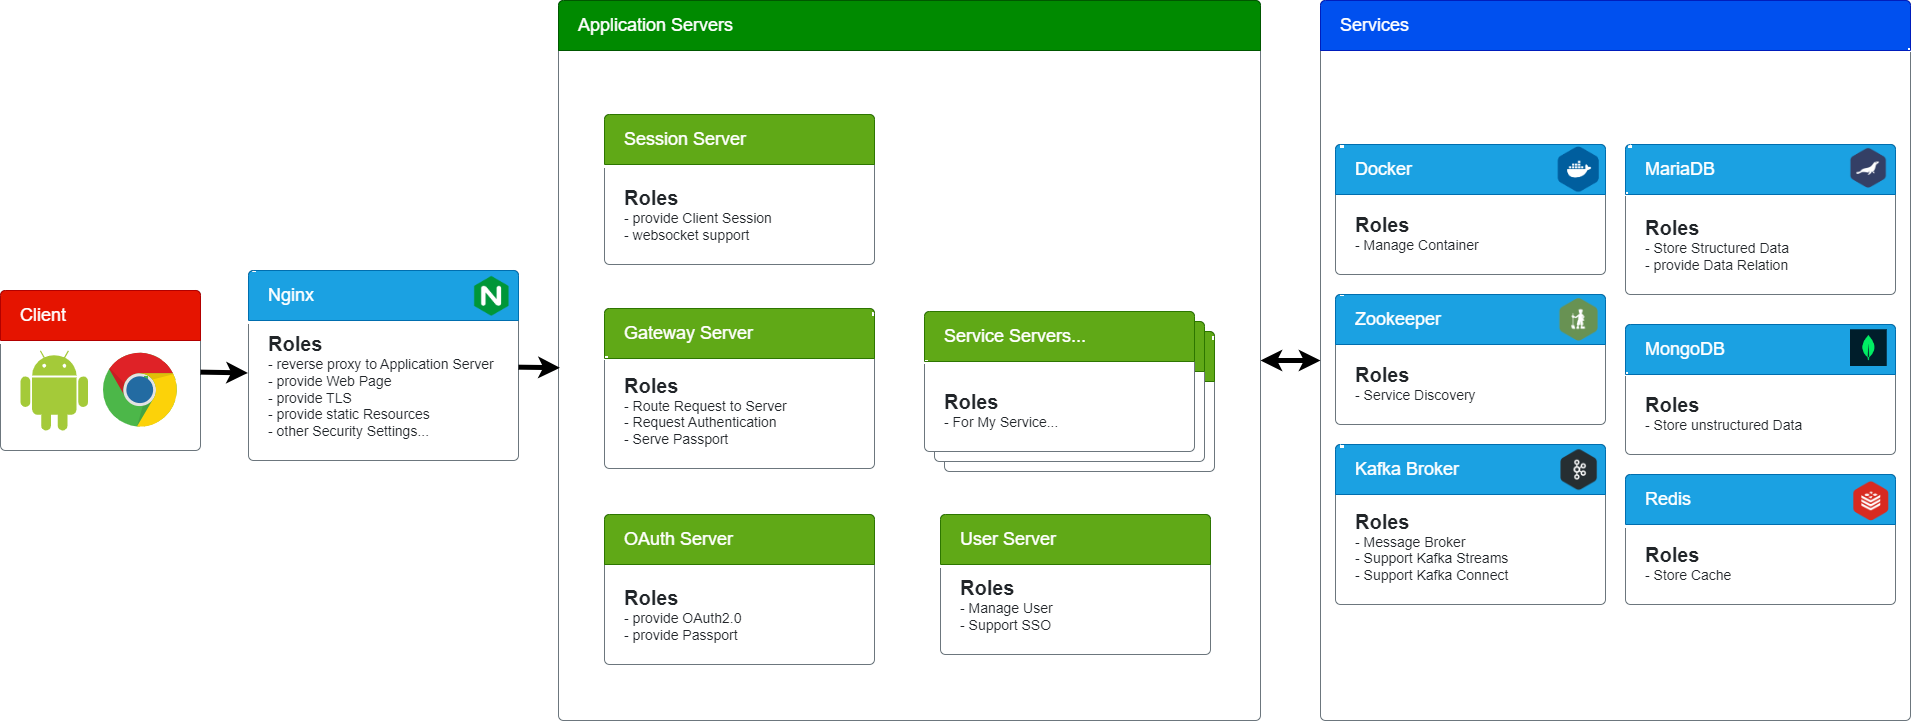 Client
Nginx
Roles
- reverse proxy to Application Server
- provide Web Page
- provide TLS
- provide static Resources
- other Security Settings...
Application Servers
Session Server
Roles
- provide Client Session
- websocket support
Gateway Server
Roles
- Route Request to Server
- Request Authentication
- Serve Passport
Service Servers...
Roles
- For My Service...
OAuth Server
Roles
- provide OAuth2.0
- provide Passport
User Server
Roles
- Manage User
- Support SSO
Services
Docker
Roles
- Manage Container
Zookeeper
Roles
- Service Discovery
Kafka Broker
Roles
- Message Broker
- Support Kafka Streams
- Support Kafka Connect
MariaDB
Roles
- Store Structured Data
- provide Data Relation
MongoDB
Roles
- Store unstructured Data
Redis
Roles
- Store Cache